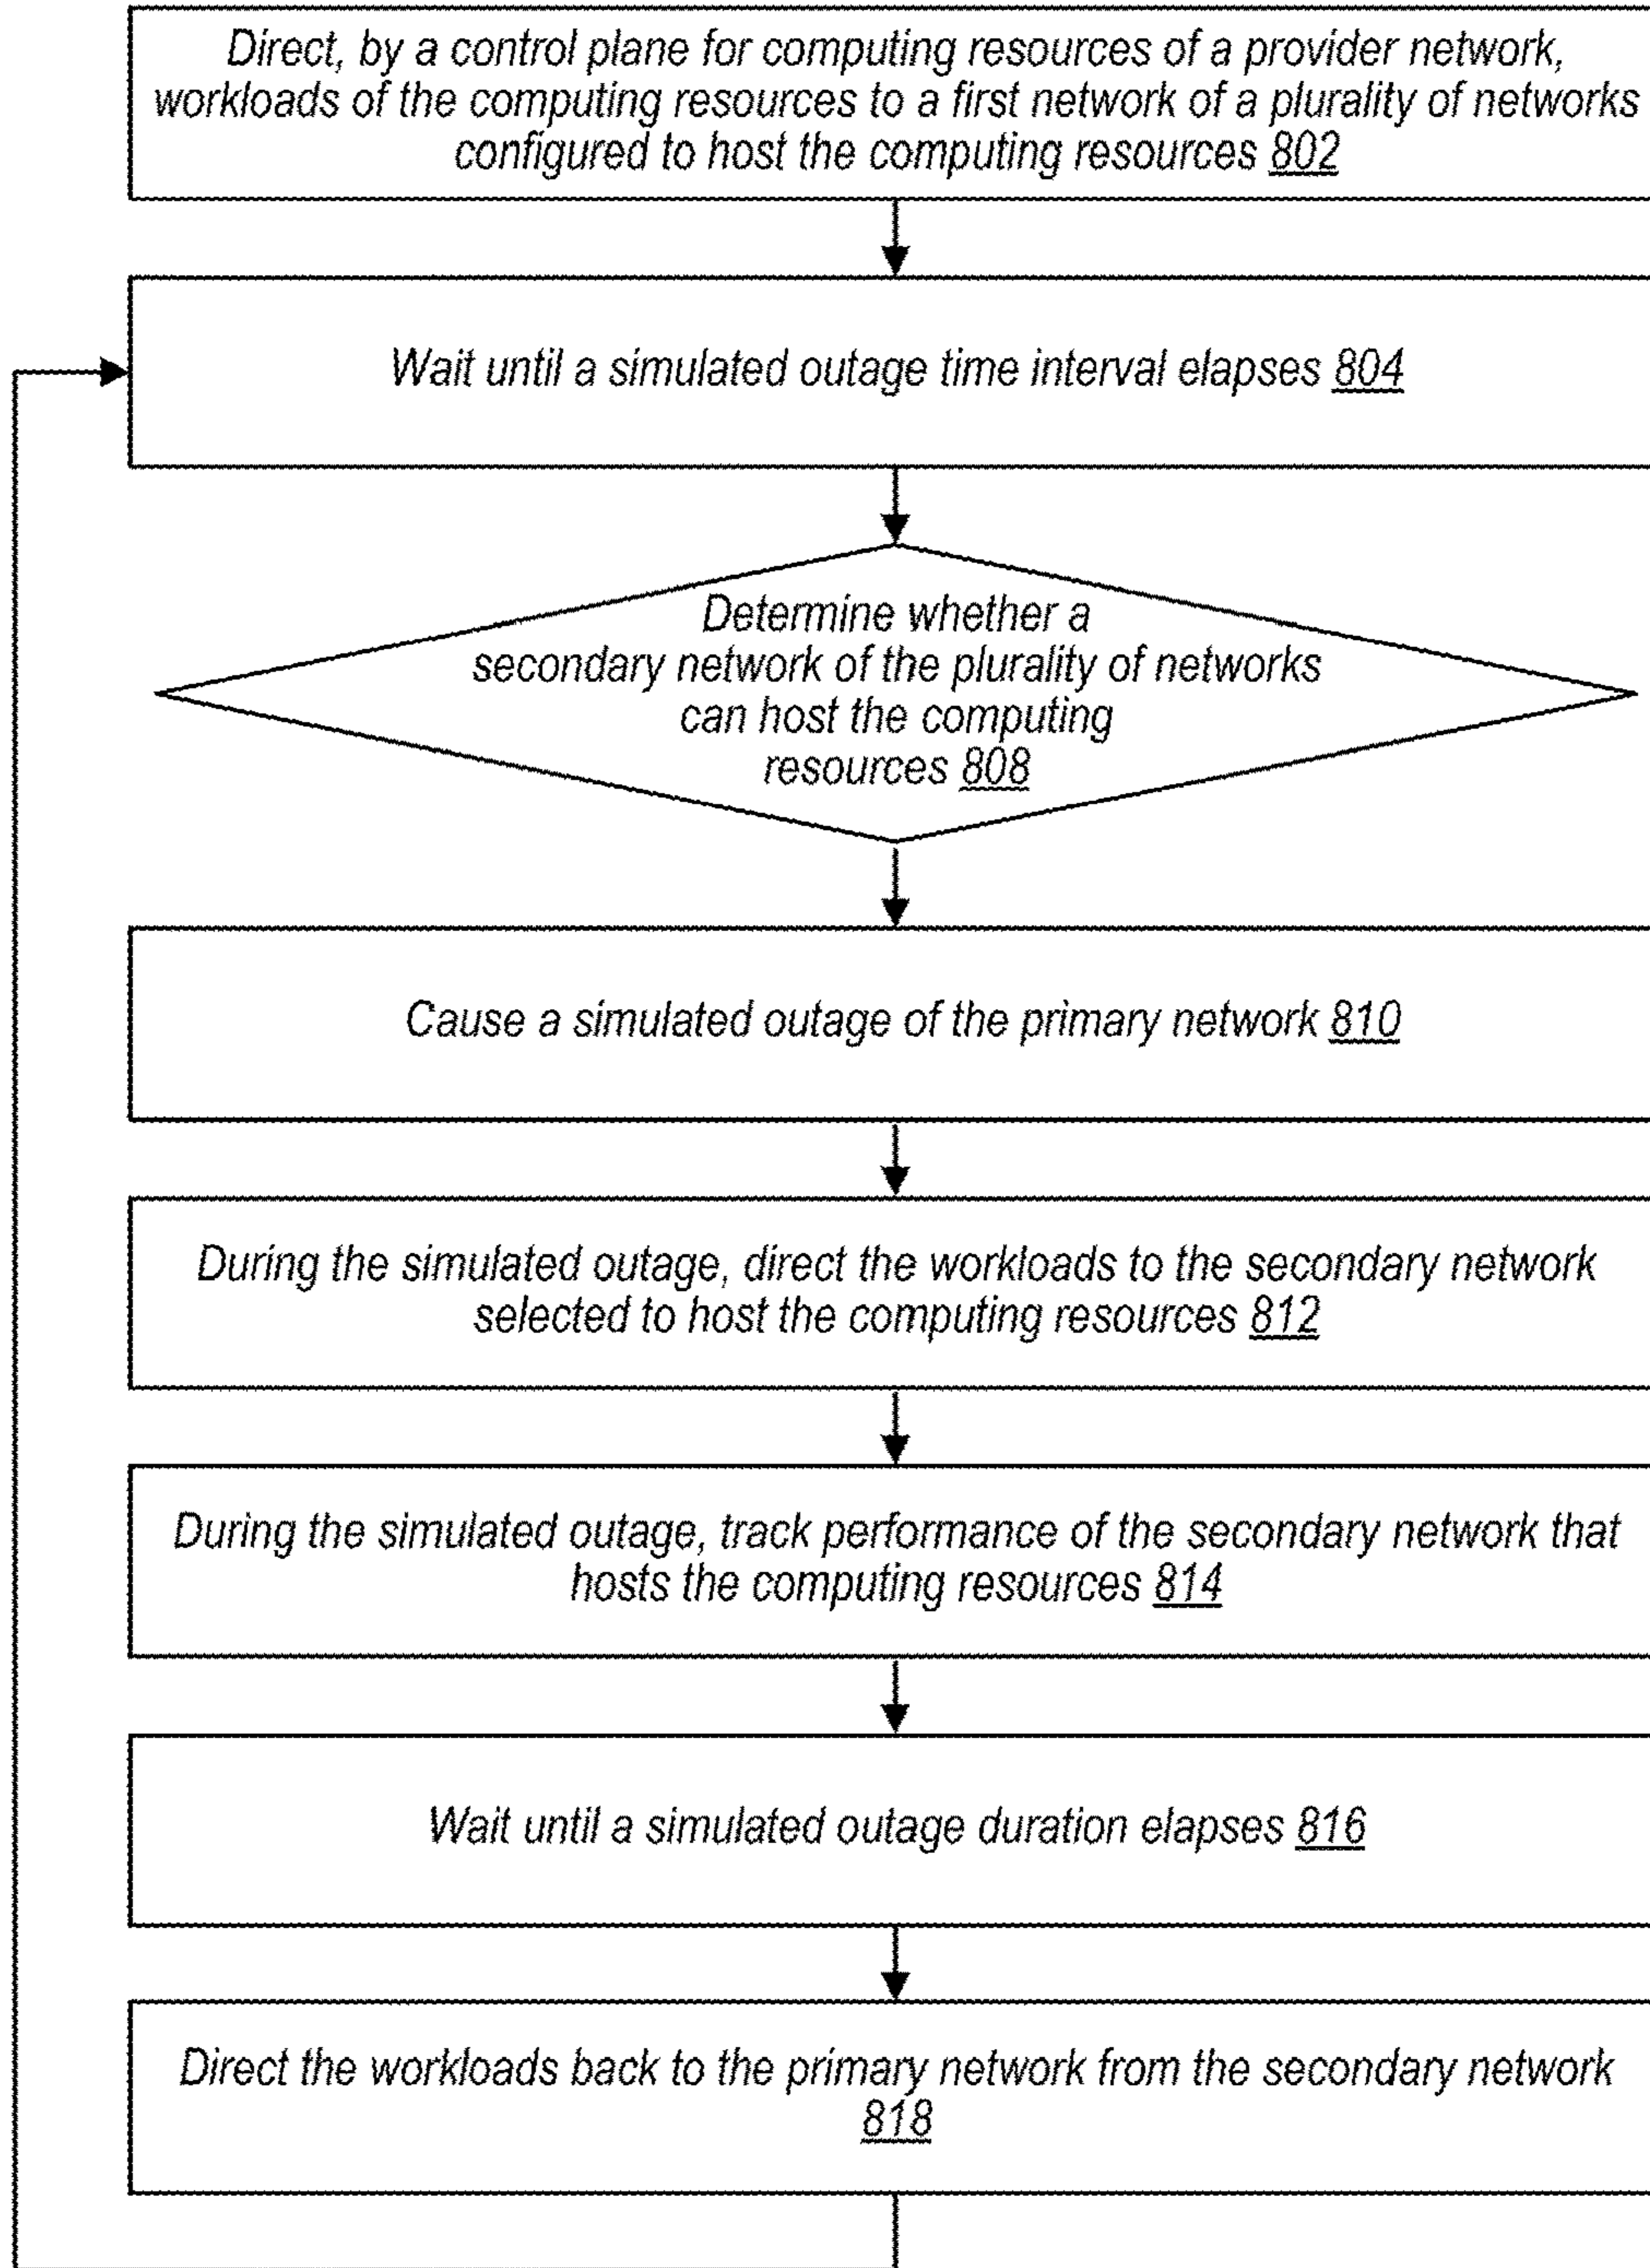 Direct, by a control plane for computing resources of a provider network,
workloads of the computing resources to a first network of a plurality of networks
configured to host the computing resources 802
Wait until a simulated outage time interval elapses 804
Determine whether a
secondary network of the plurality of networks
can host the computing
resources 808
Cause a simulated outage of the primary network 810
During the simulated outage, direct the workloads to the secondary network
selected to host the computing resources 812
During the simulated outage, track performance of the secondary network that
hosts the computing resources 814
Wait until a simulated outage duration elapses 816
Direct the workloads back to the primary network from the secondary network
818